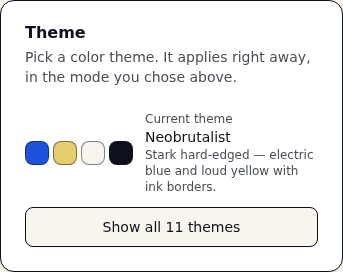 Theme
Pick a color theme. It applies right away,
in the mode you chose above.
Current theme
Neobrutalist
Stark hard-edged — electric
blue and loud yellow with
ink borders.
Show all 11 themes